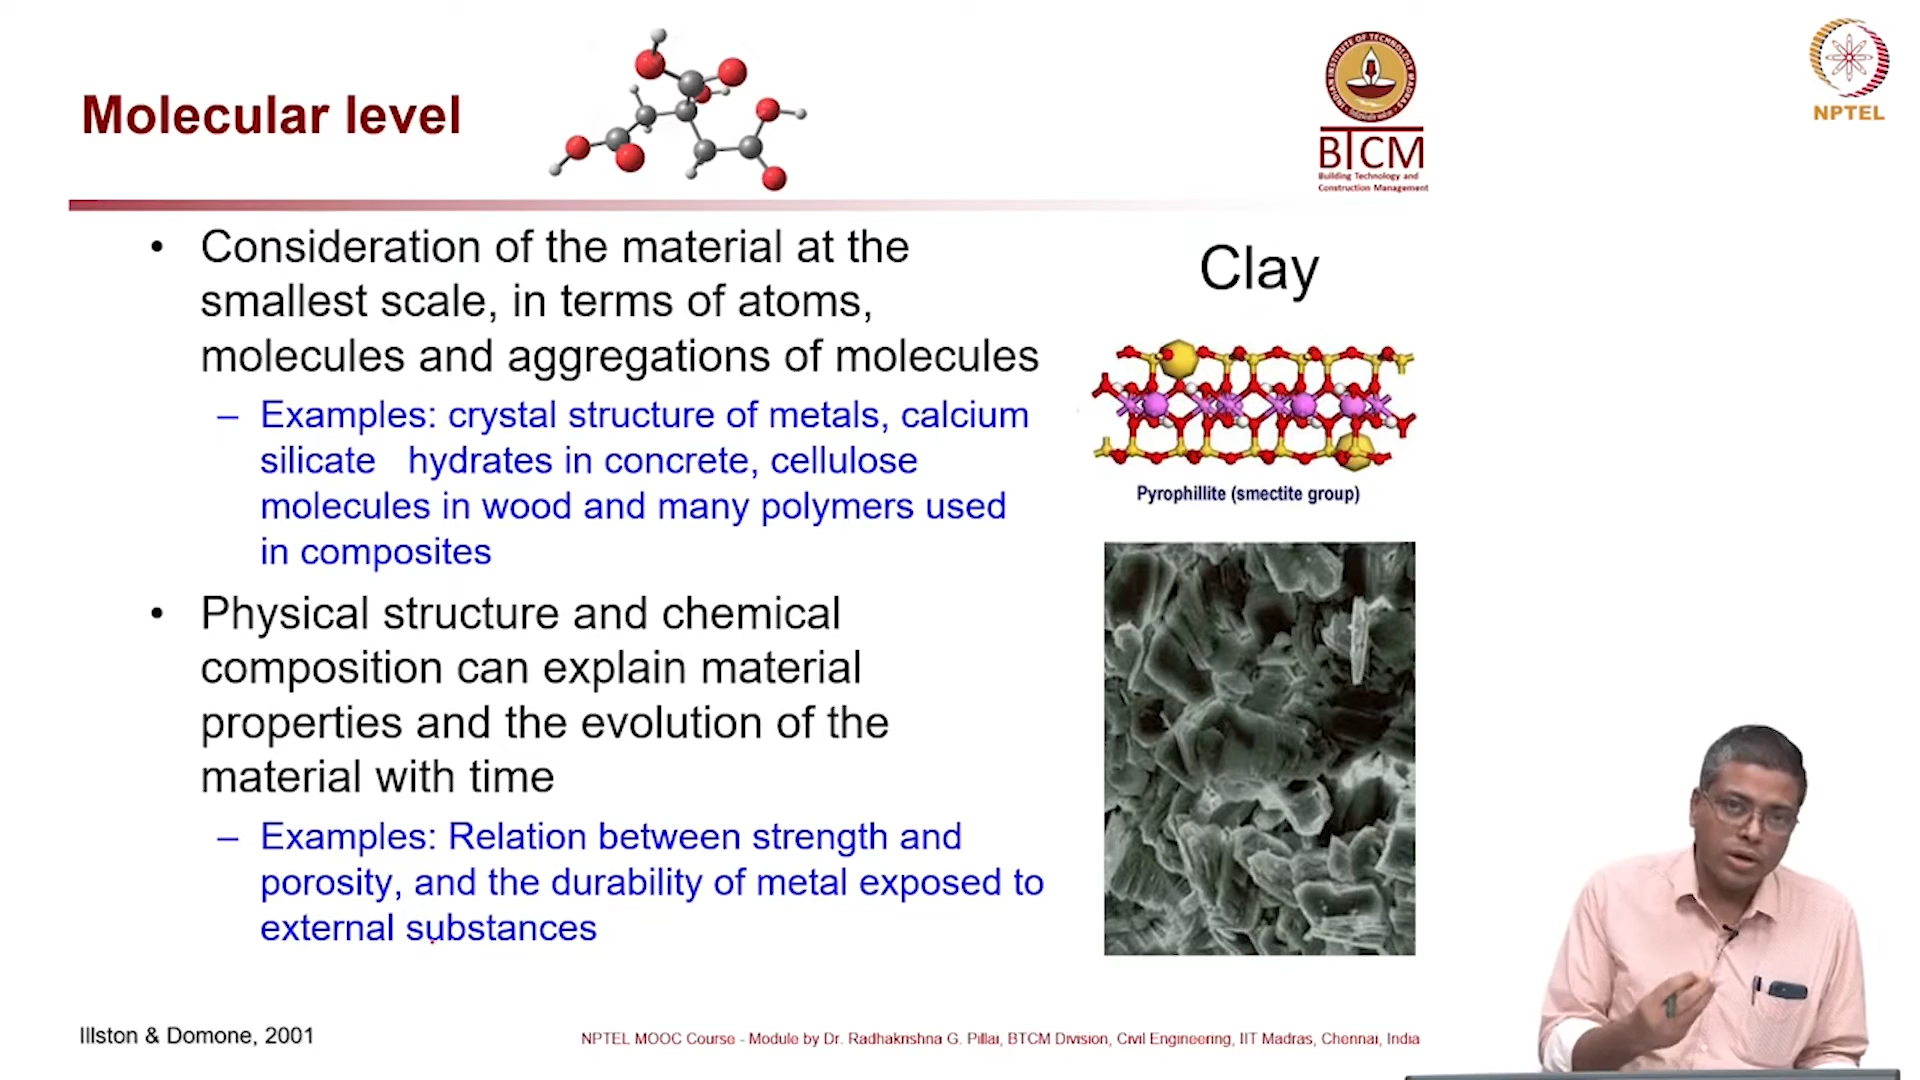 Molecular level
INDIAN INSTITUTE OF TECHNOLOGY MADRAS
BTCM
Building Technology and
Construction Management
NPTEL
• Consideration of the material at the
smallest scale, in terms of atoms,
molecules and aggregations of molecules
– Examples: crystal structure of metals, calcium
silicate hydrates in concrete, cellulose
molecules in wood and many polymers used
in composites
• Physical structure and chemical
composition can explain material
properties and the evolution of the
material with time
– Examples: Relation between strength and
porosity, and the durability of metal exposed to
external substances
Clay
Pyrophillite (smectite group)
Illston & Domone, 2001
NPTEL MOOC Course - Module by Dr. Radhakrishna G. Pillai, BTCM Division, Civil Engineering, IIT Madras, Chennai, India